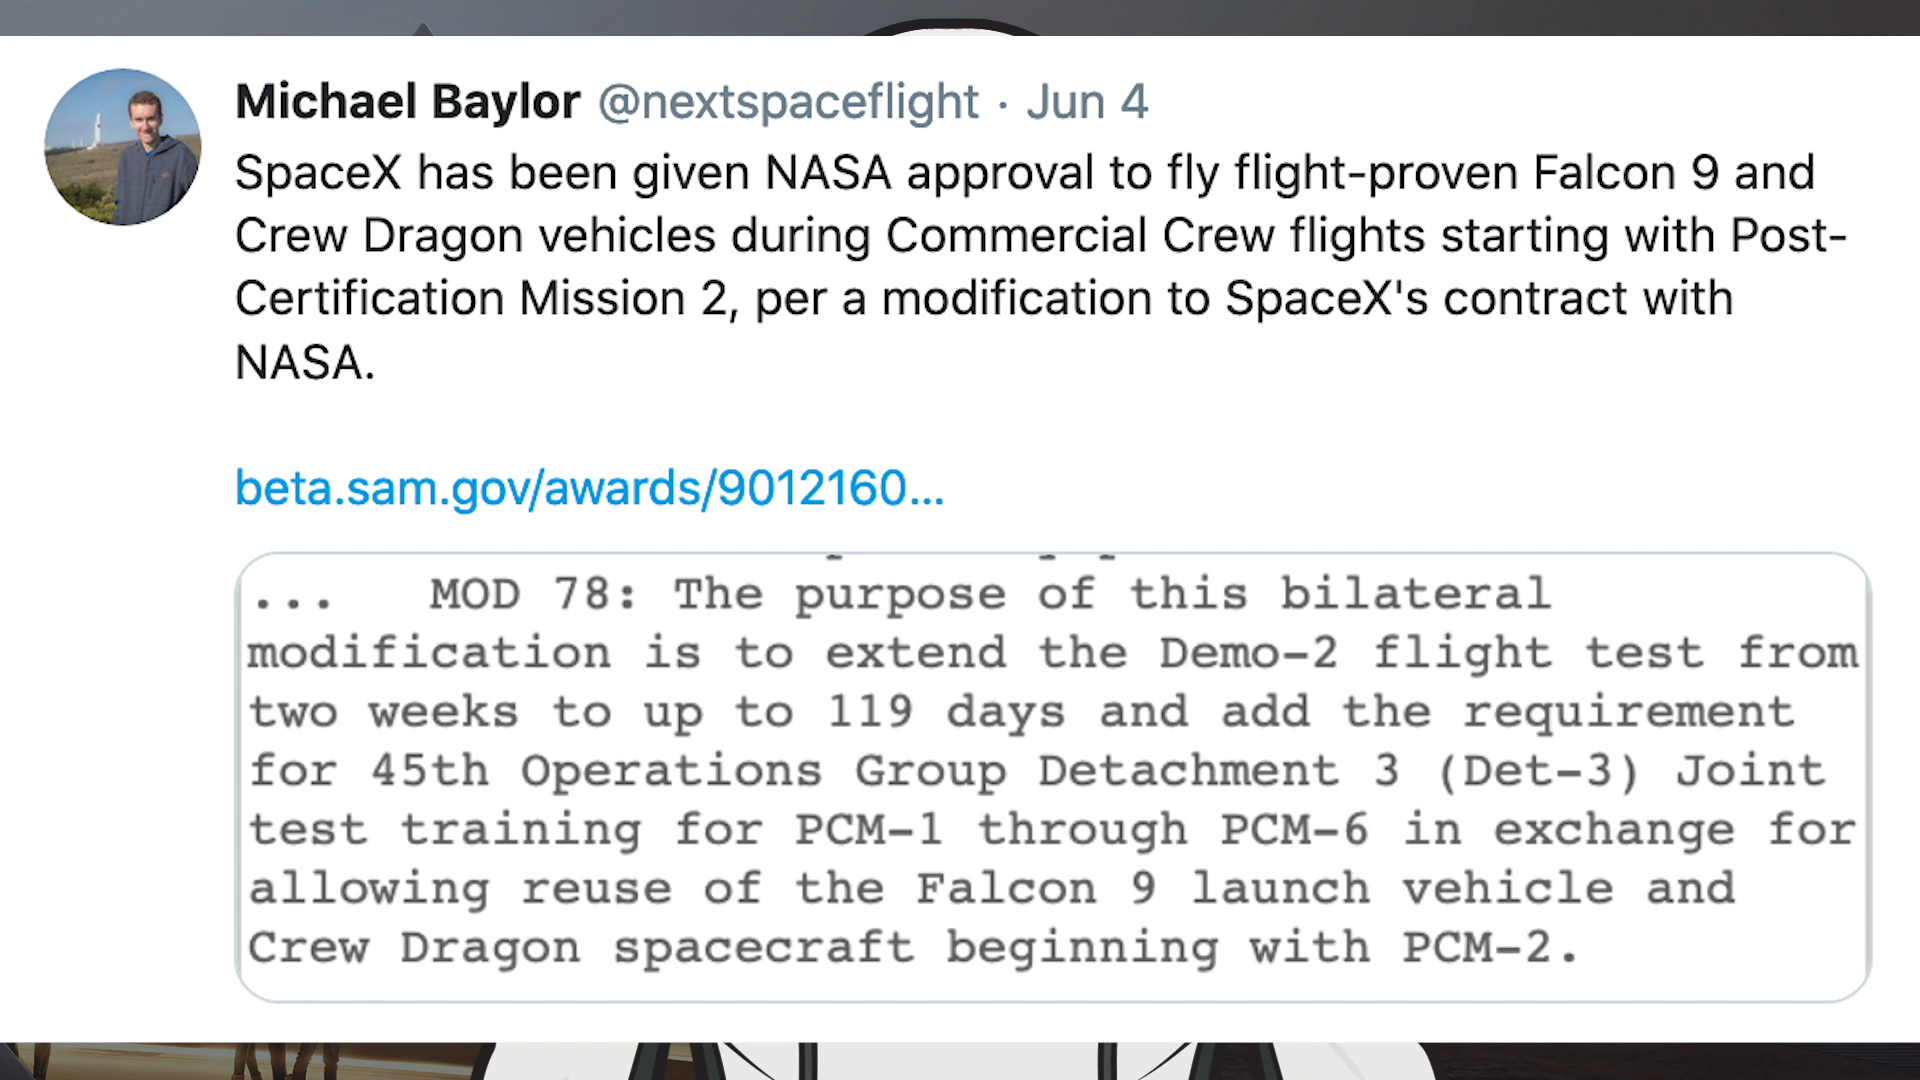 Michael Baylor @nextspaceflight · Jun 4
SpaceX has been given NASA approval to fly flight-proven Falcon 9 and
Crew Dragon vehicles during Commercial Crew flights starting with Post-
Certification Mission 2, per a modification to SpaceX's contract with
NASA.
beta.sam.gov/awards/9012160...
... MOD 78: The purpose of this bilateral
modification is to extend the Demo-2 flight test from
two weeks to up to 119 days and add the requirement
for 45th Operations Group Detachment 3 (Det-3) Joint
test training for PCM-1 through PCM-6 in exchange for
allowing reuse of the Falcon 9 launch vehicle and
Crew Dragon spacecraft beginning with PCM-2.